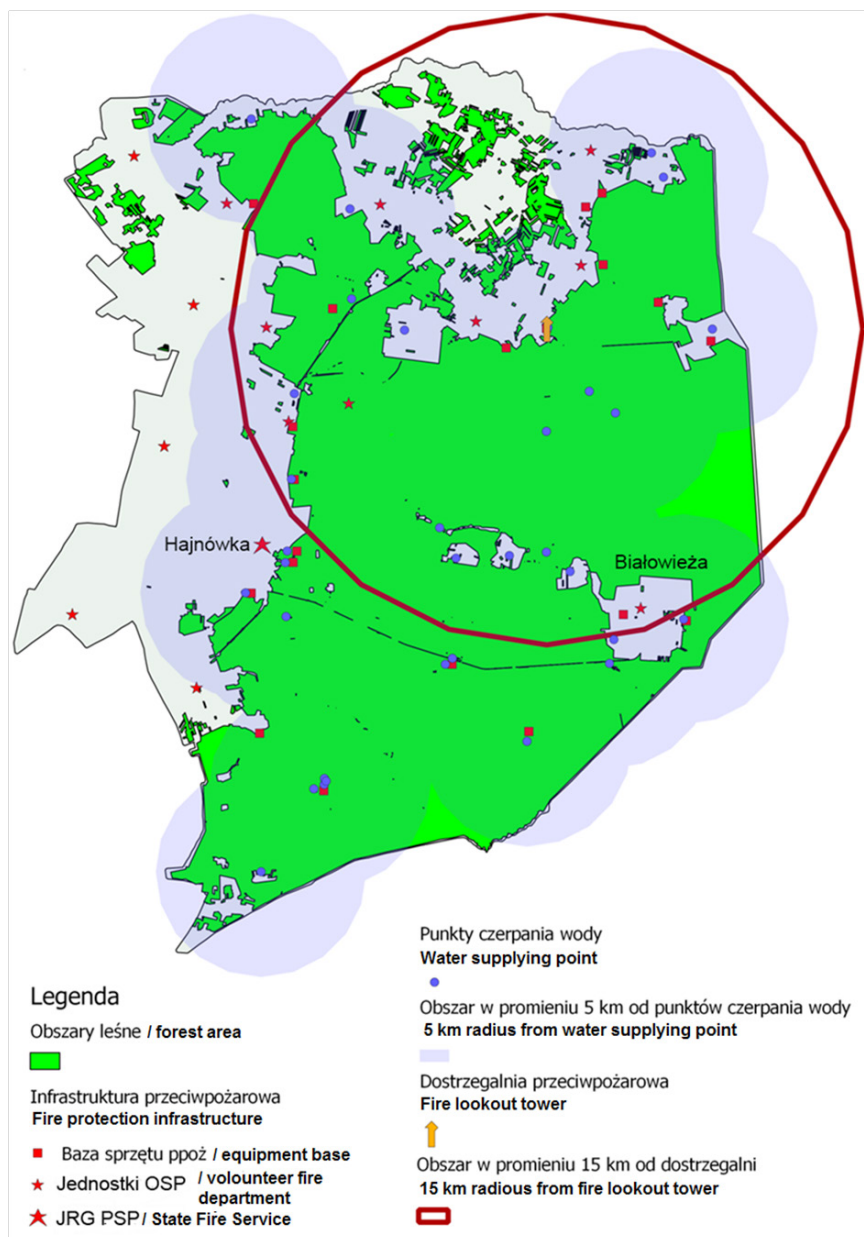 Hajnówka
Białowieża
Legenda
Obszary leśne / forest area
Infrastruktura przeciwpożarowa
Fire protection infrastructure
Baza sprzętu ppoż / equipment base
Jednostki OSP / volounteer fire
department
JRG PSP / State Fire Service
Punkty czerpania wody
Water supplying point
Obszar w promieniu 5 km od punktów czerpania wody
5 km radius from water supplying point
Dostrzegalnia przeciwpożarowa
Fire lookout tower
Obszar w promieniu 15 km od dostrzegalni
15 km radious from fire lookout tower